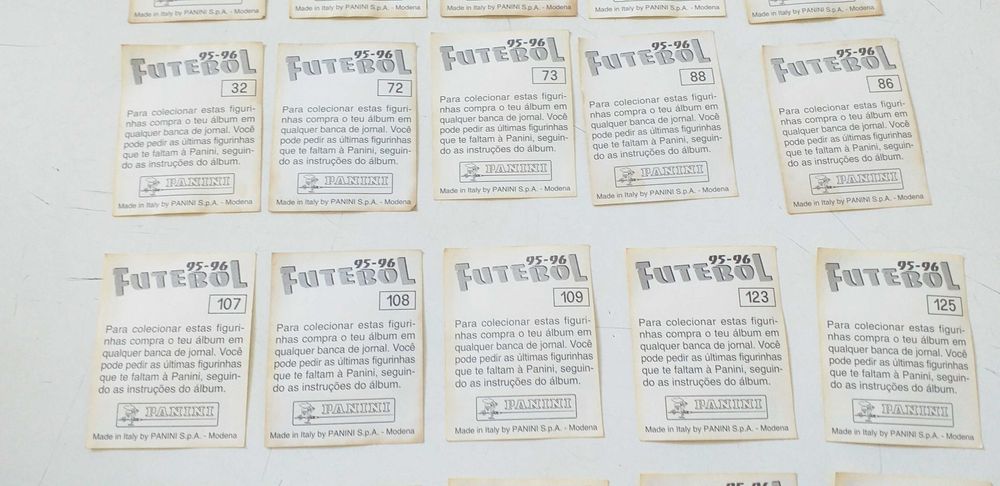 Made in Italy by PANINI S.p.A. - Modena
Made in Italy by PANINI S.p.A. - Modena
Made in Italy by PANINI S.p.A. - Modena
Made in Italy by PANINI S.p.A. - Modena
Made in Italy by PANINI S.p.A. - Modena
95-96
FUTEBOL
32
Para colecionar estas figuri-
nhas compra o teu álbum em
qualquer banca de jornal. Você
pode pedir as últimas figurinhas
que te faltam à Panini, seguin-
do as instruções do álbum.
PANINI
Made in Italy by PANINI S.p.A. - Modena
95-96
FUTEBOL
72
Para colecionar estas figuri-
nhas compra o teu álbum em
qualquer banca de jornal. Você
pode pedir as últimas figurinhas
que te faltam à Panini, seguin-
do as instruções do álbum.
PANINI
Made in Italy by PANINI S.p.A. - Modena
95-96
FUTEBOL
73
Para colecionar estas figuri-
nhas compra o teu álbum em
qualquer banca de jornal. Você
pode pedir as últimas figurinhas
que te faltam à Panini, seguin-
do as instruções do álbum.
PANINI
Made in Italy by PANINI S.p.A. - Modena
95-96
FUTEBOL
88
Para colecionar estas figuri-
nhas compra o teu álbum em
qualquer banca de jornal. Você
pode pedir as últimas figurinhas
que te faltam à Panini, seguin-
do as instruções do álbum.
PANINI
Made in Italy by PANINI S.p.A. - Modena
95-96
FUTEBOL
86
Para colecionar estas figuri-
nhas compra o teu álbum em
qualquer banca de jornal. Você
pode pedir as últimas figurinhas
que te faltam à Panini, seguin-
do as instruções do álbum.
PANINI
Made in Italy by PANINI S.p.A. - Modena
95-96
FUTEBOL
107
Para colecionar estas figuri-
nhas compra o teu álbum em
qualquer banca de jornal. Você
pode pedir as últimas figurinhas
que te faltam à Panini, seguin-
do as instruções do álbum.
PANINI
Made in Italy by PANINI S.p.A. - Modena
95-96
FUTEBOL
108
Para colecionar estas figuri-
nhas compra o teu álbum em
qualquer banca de jornal. Você
pode pedir as últimas figurinhas
que te faltam à Panini, seguin-
do as instruções do álbum.
PANINI
Made in Italy by PANINI S.p.A. - Modena
95-96
FUTEBOL
109
Para colecionar estas figuri-
nhas compra o teu álbum em
qualquer banca de jornal. Você
pode pedir as últimas figurinhas
que te faltam à Panini, seguin-
do as instruções do álbum.
PANINI
Made in Italy by PANINI S.p.A. - Modena
95-96
FUTEBOL
123
Para colecionar estas figuri-
nhas compra o teu álbum em
qualquer banca de jornal. Você
pode pedir as últimas figurinhas
que te faltam à Panini, seguin-
do as instruções do álbum.
PANINI
Made in Italy by PANINI S.p.A. - Modena
95-96
FUTEBOL
125
Para colecionar estas figuri-
nhas compra o teu álbum em
qualquer banca de jornal. Você
pode pedir as últimas figurinhas
que te faltam à Panini, seguin-
do as instruções do álbum.
PANINI
Made in Italy by PANINI S.p.A. - Modena
95-96